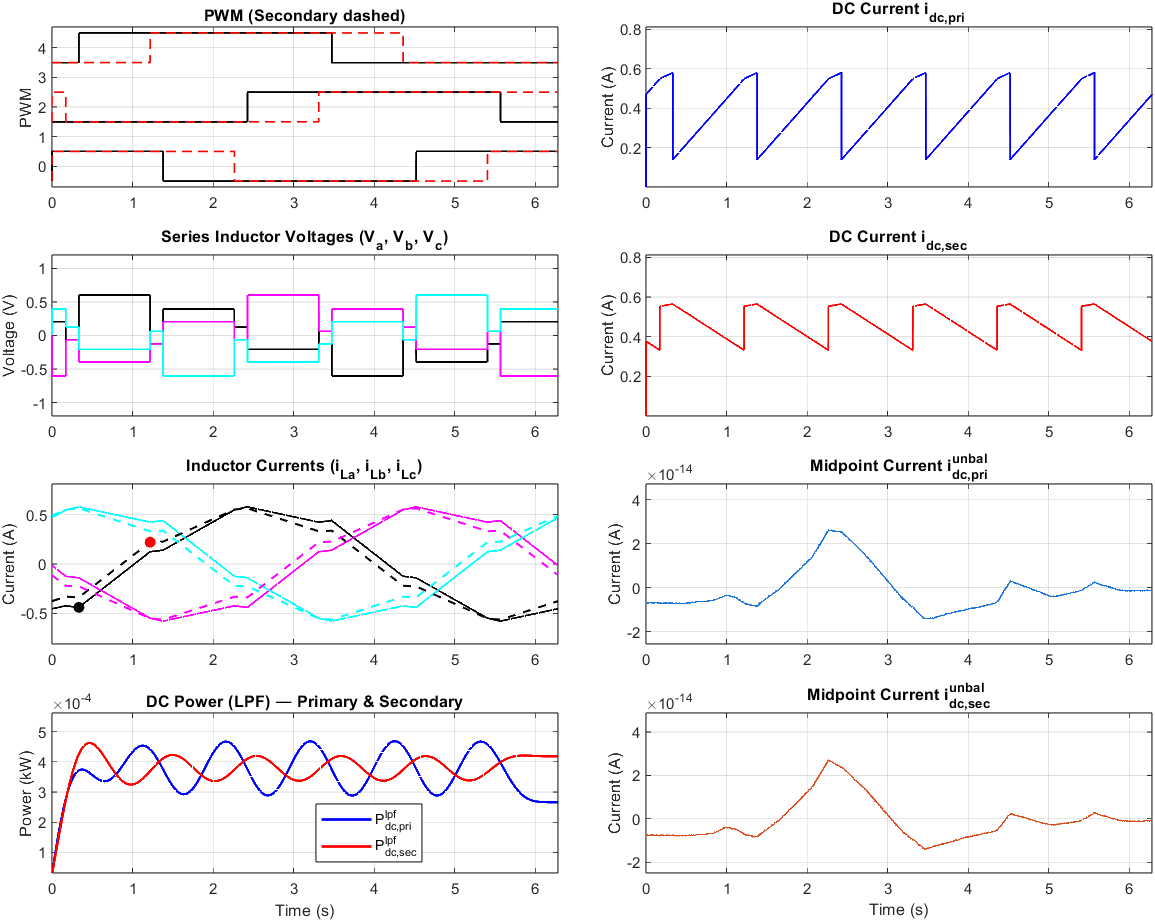 PWM (Secondary dashed)
PWM
4
3
2
1
0
0 1 2 3 4 5 6
DC Current i_dc,pri
Current (A)
0.8
0.6
0.4
0.2
0 1 2 3 4 5 6
Series Inductor Voltages (V_a, V_b, V_c)
Voltage (V)
1
0.5
0
-0.5
-1
0 1 2 3 4 5 6
DC Current i_dc,sec
Current (A)
0.8
0.6
0.4
0.2
0 1 2 3 4 5 6
Inductor Currents (i_La, i_Lb, i_Lc)
Current (A)
0.5
0
-0.5
0 1 2 3 4 5 6
Midpoint Current i_dc,pri^unbal
×10^-14
Current (A)
4
2
0
-2
0 1 2 3 4 5 6
DC Power (LPF) — Primary & Secondary
×10^-4
Power (kW)
5
4
3
2
1
P_dc,pri^lpf
P_dc,sec^lpf
0 1 2 3 4 5 6
Time (s)
Midpoint Current i_dc,sec^unbal
×10^-14
Current (A)
4
2
0
-2
0 1 2 3 4 5 6
Time (s)